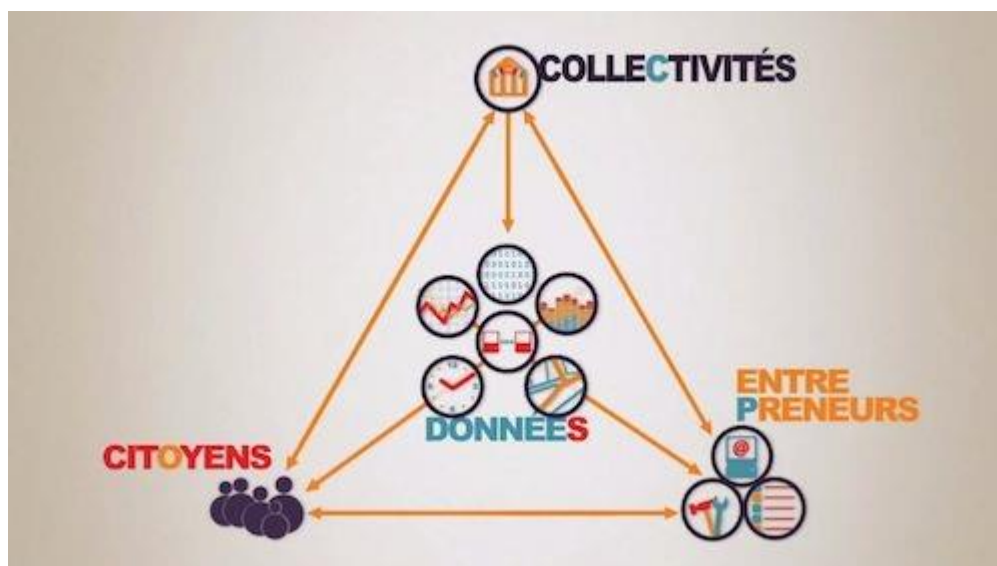 COLLECTIVITÉS
ENTRE
PRENEURS
DONNÉES
CITOYENS
@